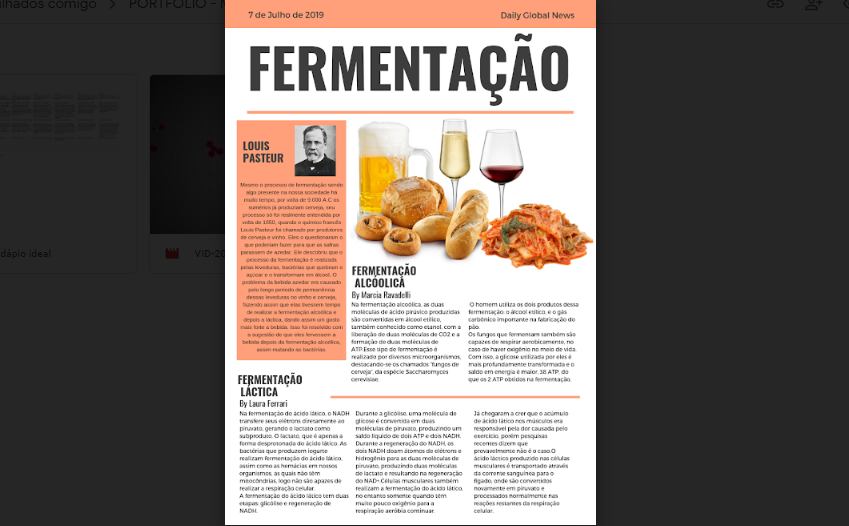 lhados comigo > PORTFOLIO - M
7 de Julho de 2019
Daily Global News
FERMENTAÇÃO
LOUIS
PASTEUR
Mesmo o processo de fermentação sendo
algo presente na nossa sociedade há
muito tempo, por volta de 9.000 A.C os
sumérios já produziam cerveja, seu
processo só foi realmente entendido por
volta de 1850, quando o químico francês
Louis Pasteur foi chamado por produtores
de cerveja e vinho. Eles o questionaram o
que poderiam fazer para que as safras
parassem de azedar. Ele descobriu que o
processo da fermentação é realizada
pelas leveduras, bactérias que quebram o
açúcar e o transformam em álcool. O
problema da bebida azedar era causado
pelo longo período de permanência
dessas leveduras no vinho e cerveja,
fazendo assim que elas tivessem tempo
de realizar a fermentação alcoólica e
depois a láctica, dando assim um gosto
mais forte a bebida. Isso foi resolvido com
a sugestão de que eles fervessem a
bebida depois da fermentação alcoólica,
assim matando as bactérias.
FERMENTAÇÃO
ALCÓOLICA
By Marcia Ravadelli
Na fermentação alcoólica, as duas
moléculas de ácido pirúvico produzidas
são convertidas em álcool etílico,
também conhecido como etanol, com a
liberação de duas moléculas de CO2 e a
formação de duas moléculas de
ATP.Esse tipo de fermentação é
realizado por diversos microrganismos,
destacando-se os chamados "fungos de
cerveja", da espécie Saccharomyces
cerevisiae.
O homem utiliza os dois produtos dessa
fermentação: o álcool etílico, e o gás
carbônico importante na fabricação do
pão.
Os fungos que fermentam também são
capazes de respirar aerobicamente, no
caso de haver oxigênio no meio de vida.
Com isso, a glicose utilizada por eles é
mais profundamente transformada e o
saldo em energia é maior, 38 ATP, do
que os 2 ATP obtidos na fermentação.
FERMENTAÇÃO
LÁCTICA
By Laura Ferrari
Na fermentação do ácido lático, o NADH
transfere seus elétrons diretamente ao
piruvato, gerando o lactato como
subproduto. O lactato, que é apenas a
forma desprotonada do ácido lático. As
bactérias que produzem iogurte
realizam fermentação do ácido lático,
assim como as hemácias em nossos
organismos, as quais não têm
mitocôndrias, logo não são apazes de
realizar a respiração celular.
A fermentação do ácido lático tem duas
etapas: glicólise e regeneração de
NADH.
Durante a glicólise, uma molécula de
glicose é convertida em duas
moléculas de piruvato, produzindo um
saldo líquido de dois ATP e dois NADH.
Durante a regeneração do NADH, os
dois NADH doam átomos de elétrons e
hidrogênio para as duas moléculas de
piruvato, produzindo duas moléculas
de lactato e resultando na regeneração
do NAD+ Células musculares também
realizam a fermentação do ácido lático,
no entanto somente quando têm
muito pouco oxigênio para a
respiração aeróbia continuar.
Já chegaram a crer que o acúmulo
de ácido lático nos músculos era
responsável pela dor causada pelo
exercício, porém pesquisas
recentes dizem que
provavelmente não é o caso.O
ácido láctico produzido nas células
musculares é transportado através
da corrente sanguínea para o
fígado, onde são convertidos
novamente em piruvato e
processados normalmente nas
reações restantes da respiração
celular.
dápio ideal
VID-20